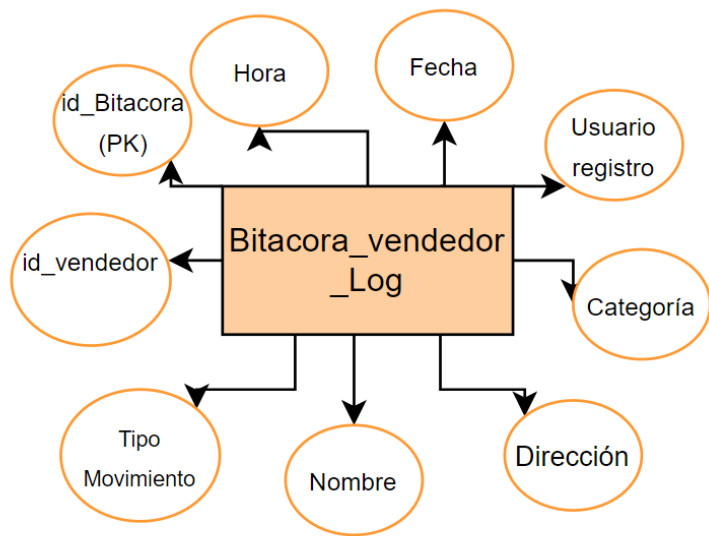 Hora
Fecha
id_Bitacora
(PK)
Usuario
registro
Bitacora_vendedor
_Log
id_vendedor
Categoría
Tipo
Movimiento
Nombre
Dirección